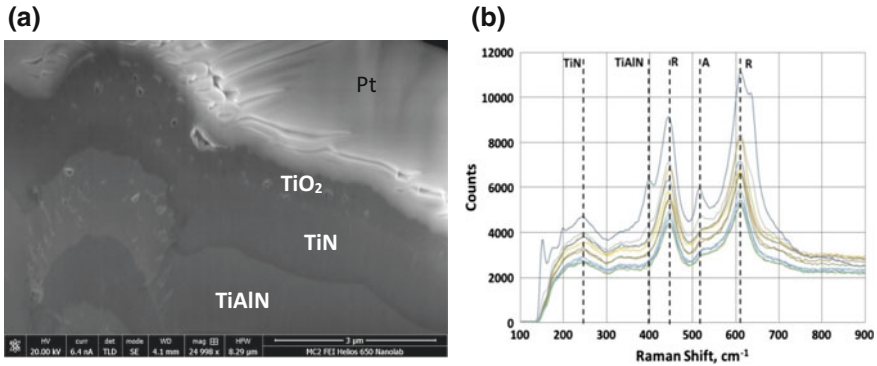 (a)
Pt
TiO₂
TiN
TiAlN
HV curr det mode WD mag HFW
20.00 kV 6.4 nA TLD SE 4.1 mm 24 998 x 8.29 µm
3 µm
MC2 FEI Helios 650 Nanolab
(b)
12000
10000
8000
6000
4000
2000
0
Counts
TiN TiAlN R A R
100 200 300 400 500 600 700 800 900
Raman Shift, cm⁻¹